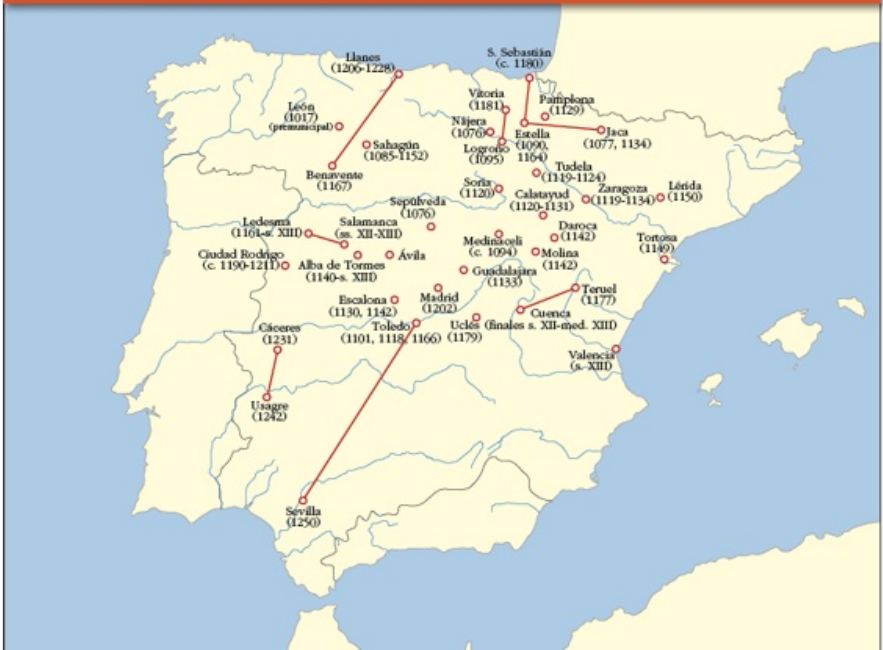 Llanes
(1206-1228)
S. Sebastián
(c. 1180)
León
(1017)
(premunicipal)
Vitoria
(1181)
Pamplona
(1129)
Nájera
(1076)
Logroño
(1095)
Estella
(1090,
1164)
Jaca
(1077, 1134)
Sahagún
(1085-1152)
Benavente
(1167)
Tudela
(1119-1124)
Soria
(1120)
Zaragoza
(1119-1134)
Lérida
(1150)
Calatayud
(1120-1131)
Sepúlveda
(1076)
Ledesma
(1161-s. XIII)
Salamanca
(ss. XII-XIII)
Medinaceli
(c. 1094)
Daroca
(1142)
Tortosa
(1149)
Ciudad Rodrigo
(c. 1190-1211)
Alba de Tormes
(1140-s. XIII)
Ávila
Molina
(1142)
Guadalajara
(1133)
Escalona
(1130, 1142)
Madrid
(1202)
Teruel
(1177)
Cuenca
(finales s. XII-med. XIII)
Toledo
(1101, 1118, 1166)
Uclés
(1179)
Cáceres
(1231)
Valencia
(s. XIII)
Usagre
(1242)
Sevilla
(1250)